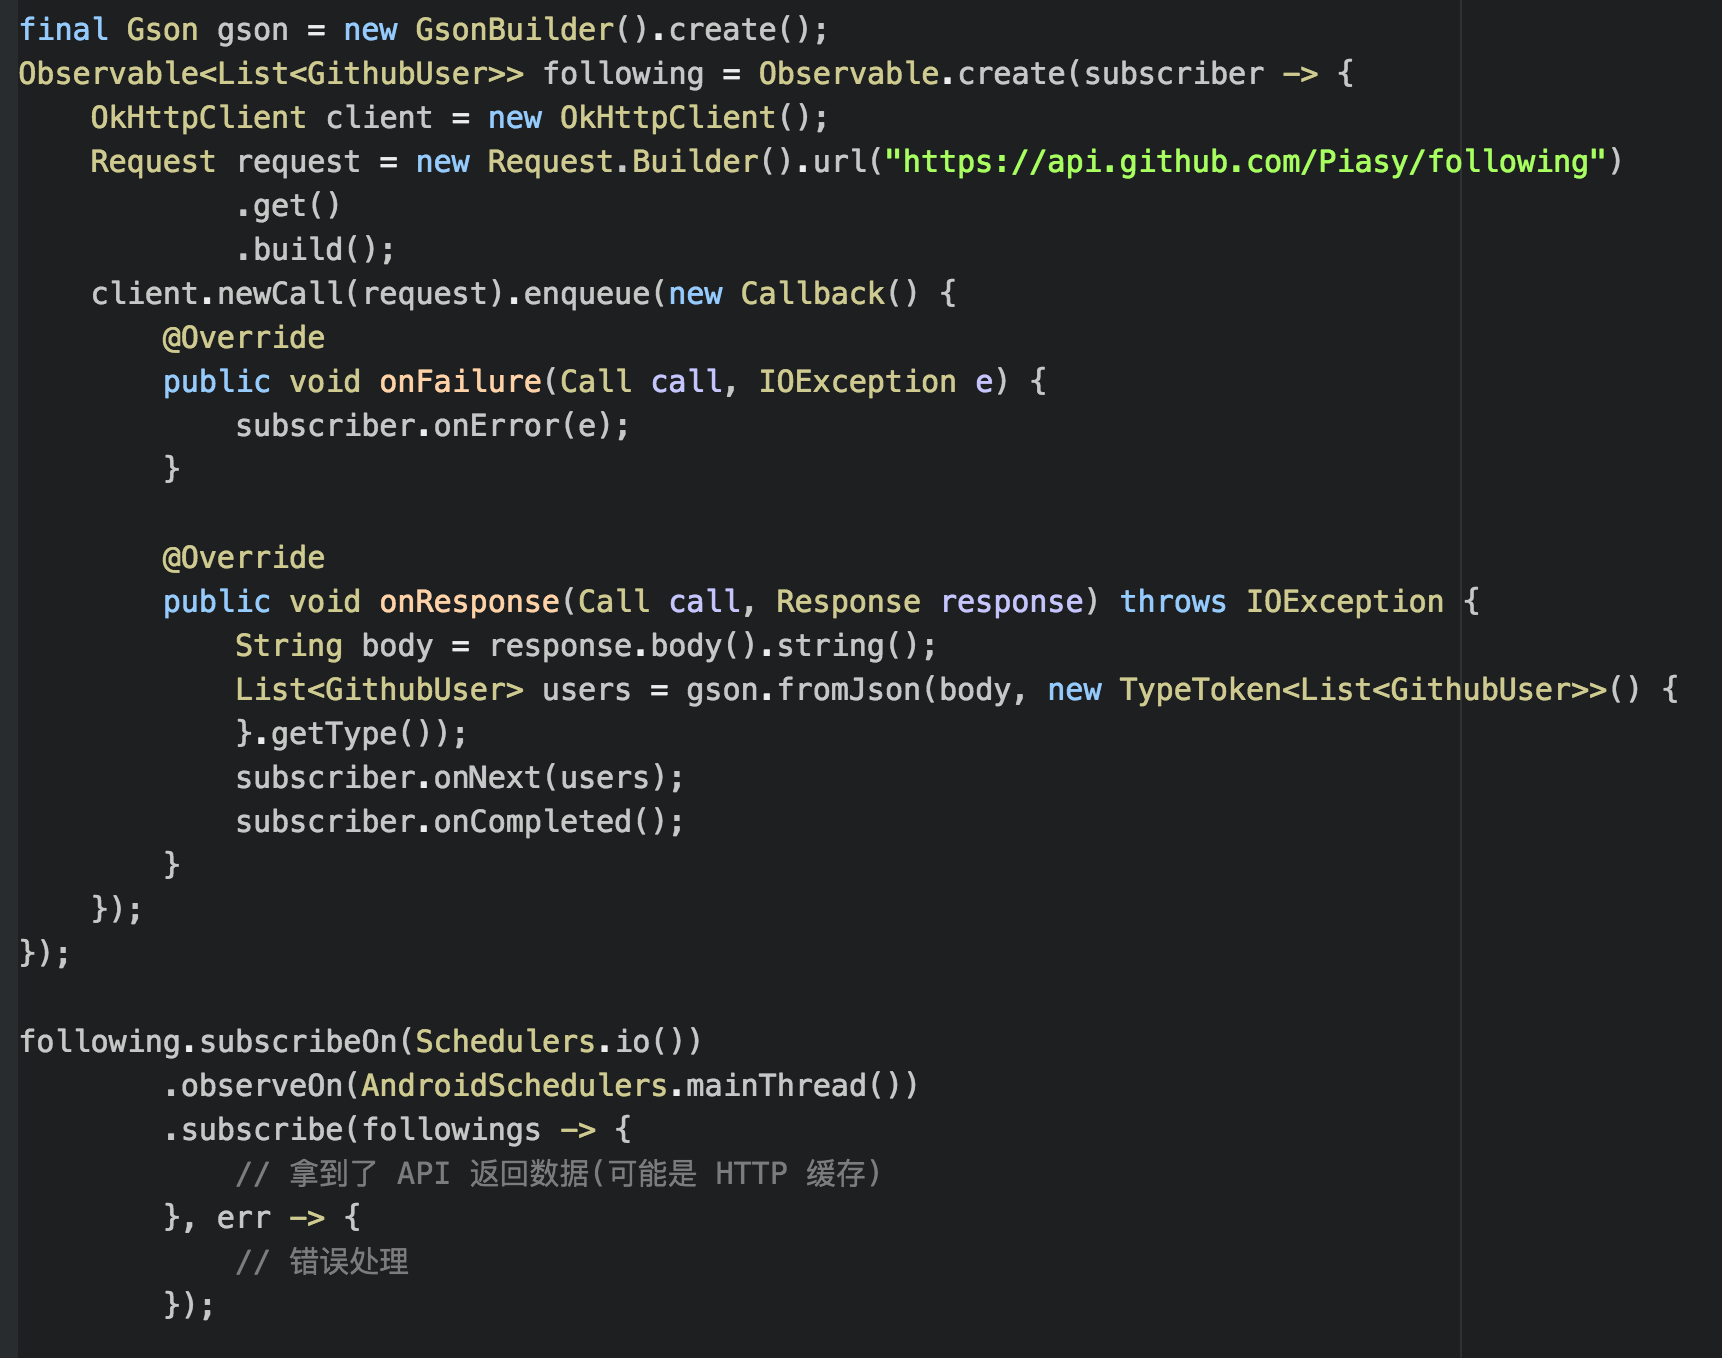 final Gson gson = new GsonBuilder().create();
Observable<List<GithubUser>> following = Observable.create(subscriber -> {
    OkHttpClient client = new OkHttpClient();
    Request request = new Request.Builder().url("https://api.github.com/Piasy/following")
            .get()
            .build();
    client.newCall(request).enqueue(new Callback() {
        @Override
        public void onFailure(Call call, IOException e) {
            subscriber.onError(e);
        }

        @Override
        public void onResponse(Call call, Response response) throws IOException {
            String body = response.body().string();
            List<GithubUser> users = gson.fromJson(body, new TypeToken<List<GithubUser>>() {
            }.getType());
            subscriber.onNext(users);
            subscriber.onCompleted();
        }
    });
});

following.subscribeOn(Schedulers.io())
        .observeOn(AndroidSchedulers.mainThread())
        .subscribe(followings -> {
            // 拿到了 API 返回数据(可能是 HTTP 缓存)
        }, err -> {
            // 错误处理
        });